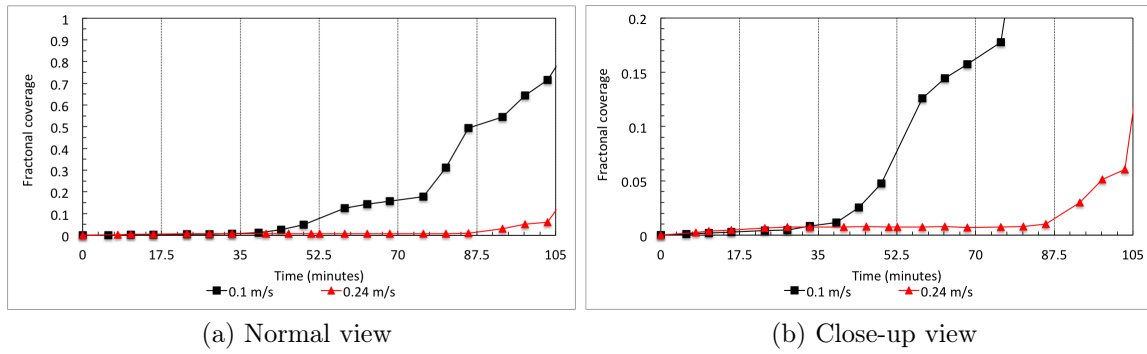 Fractonal coverage
1
0.9
0.8
0.7
0.6
0.5
0.4
0.3
0.2
0.1
0
0 17.5 35 52.5 70 87.5 105
Time (minutes)
0.1 m/s 0.24 m/s
(a) Normal view
Fractional coverage
0.2
0.15
0.1
0.05
0
0 17.5 35 52.5 70 87.5 105
Time (minutes)
0.1 m/s 0.24 m/s
(b) Close-up view